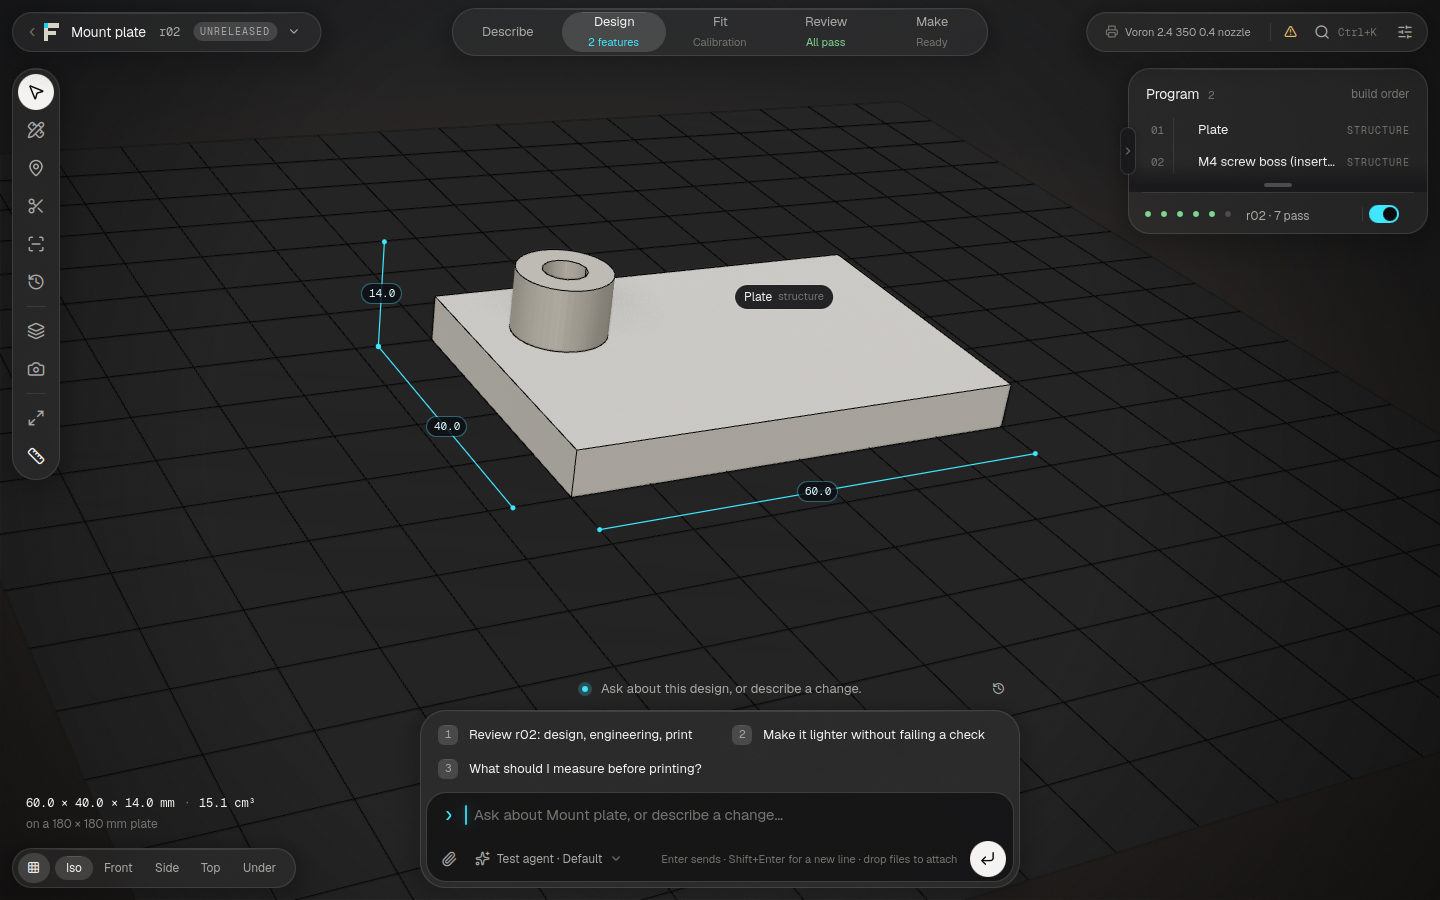 Mount plate r02 UNRELEASED
Describe
Design
2 features
Fit
Calibration
Review
All pass
Make
Ready
Voron 2.4 350 0.4 nozzle
Ctrl+K
Program 2 build order
01 Plate STRUCTURE
02 M4 screw boss (insert... STRUCTURE
r02 · 7 pass
14.0
Plate structure
40.0
60.0
Ask about this design, or describe a change.
1 Review r02: design, engineering, print
2 Make it lighter without failing a check
3 What should I measure before printing?
Ask about Mount plate, or describe a change...
Test agent · Default
Enter sends · Shift+Enter for a new line · drop files to attach
60.0 × 40.0 × 14.0 mm · 15.1 cm³
on a 180 × 180 mm plate
Iso Front Side Top Under